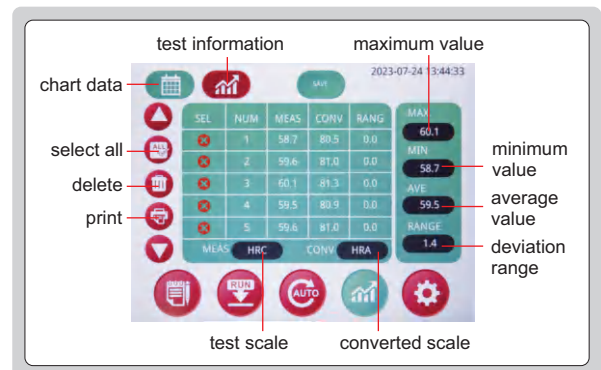 test information
maximum value
2023-07-24 13:44:33
chart data
SAVE
SEL NUM MEAS CONV RANG
MAX
1 58.7 80.5 0.0
60.1
select all
ALL
2 59.6 81.0 0.0
MIN
minimum
value
58.7
delete
3 60.1 81.3 0.0
AVE
average
value
59.5
print
4 59.5 80.9 0.0
RANGE
5 59.6 81.0 0.0
1.4
deviation
range
MEAS HRC CONV HRA
RUN
AUTO
test scale
converted scale